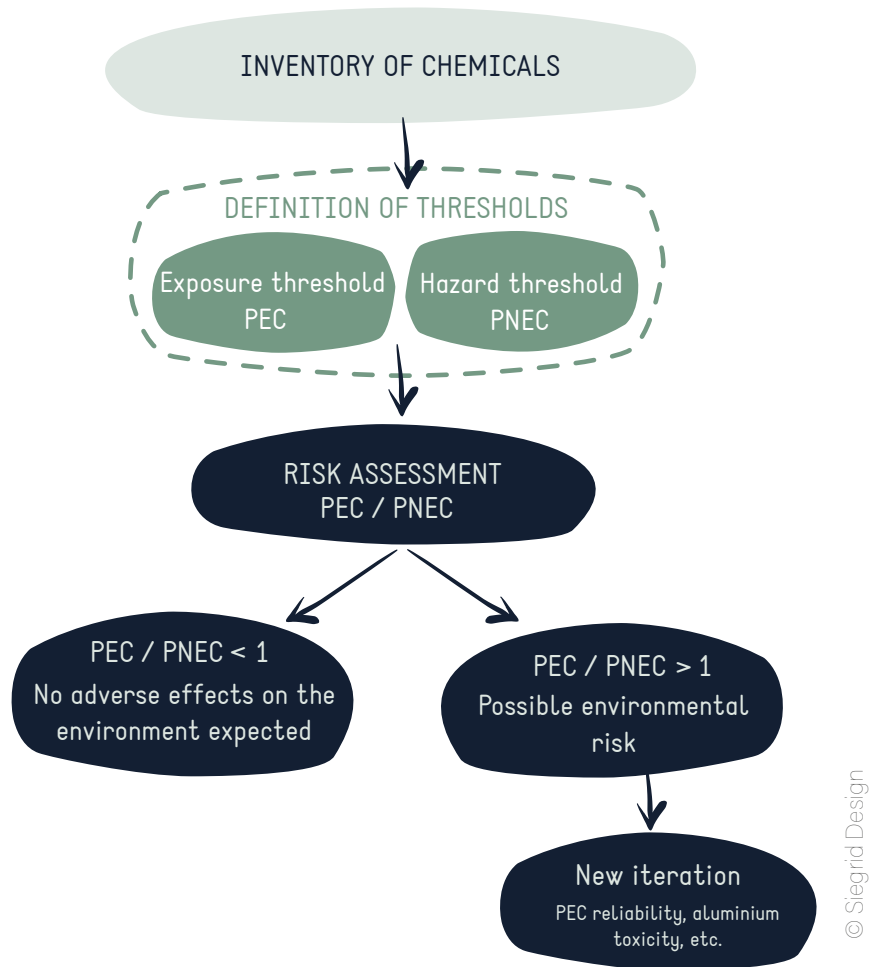 INVENTORY OF CHEMICALS
DEFINITION OF THRESHOLDS
Exposure threshold
PEC
Hazard threshold
PNEC
RISK ASSESSMENT
PEC / PNEC
PEC / PNEC < 1
No adverse effects on the
environment expected
PEC / PNEC > 1
Possible environmental
risk
New iteration
PEC reliability, aluminium
toxicity, etc.
© Siegrid Design